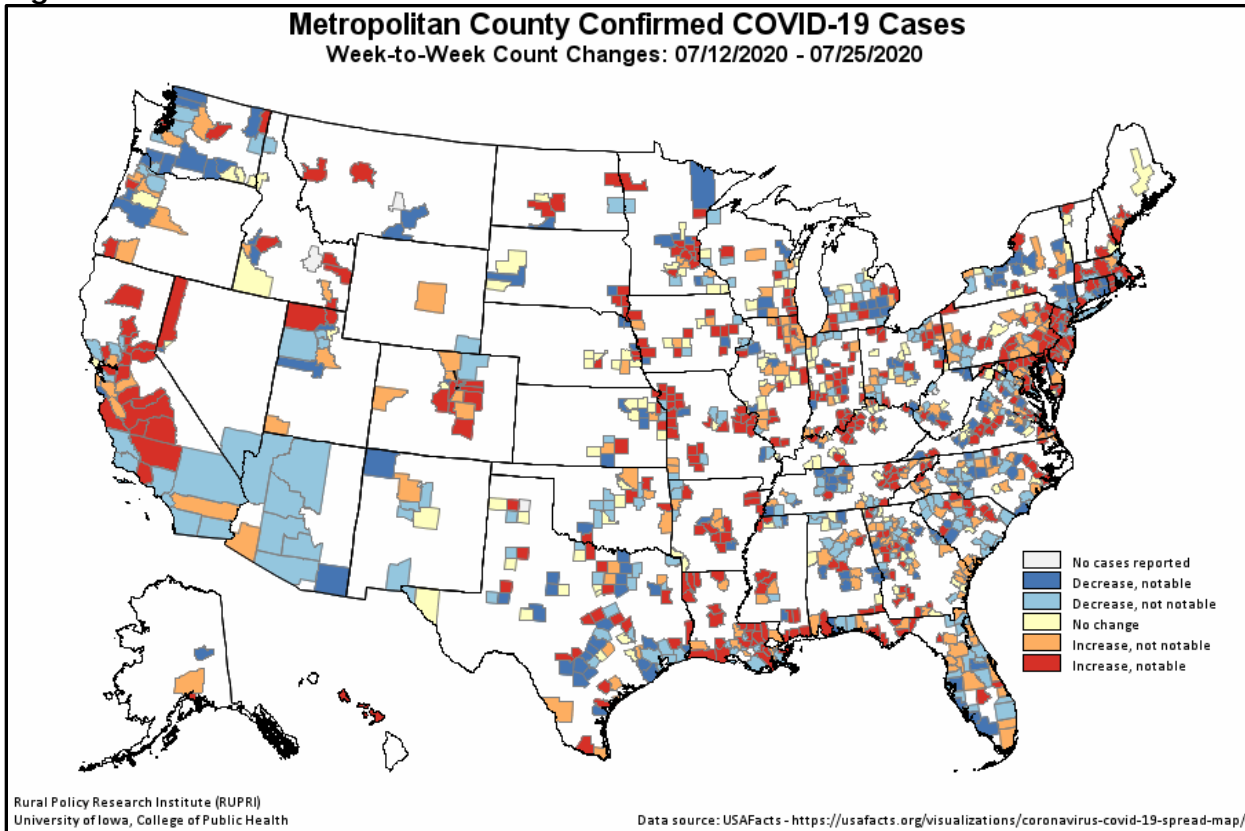 Metropolitan County Confirmed COVID-19 Cases
Week-to-Week Count Changes: 07/12/2020 - 07/25/2020
No cases reported
Decrease, notable
Decrease, not notable
No change
Increase, not notable
Increase, notable
Rural Policy Research Institute (RUPRI)
University of Iowa, College of Public Health
Data source: USAFacts - https://usafacts.org/visualizations/coronavirus-covid-19-spread-map/